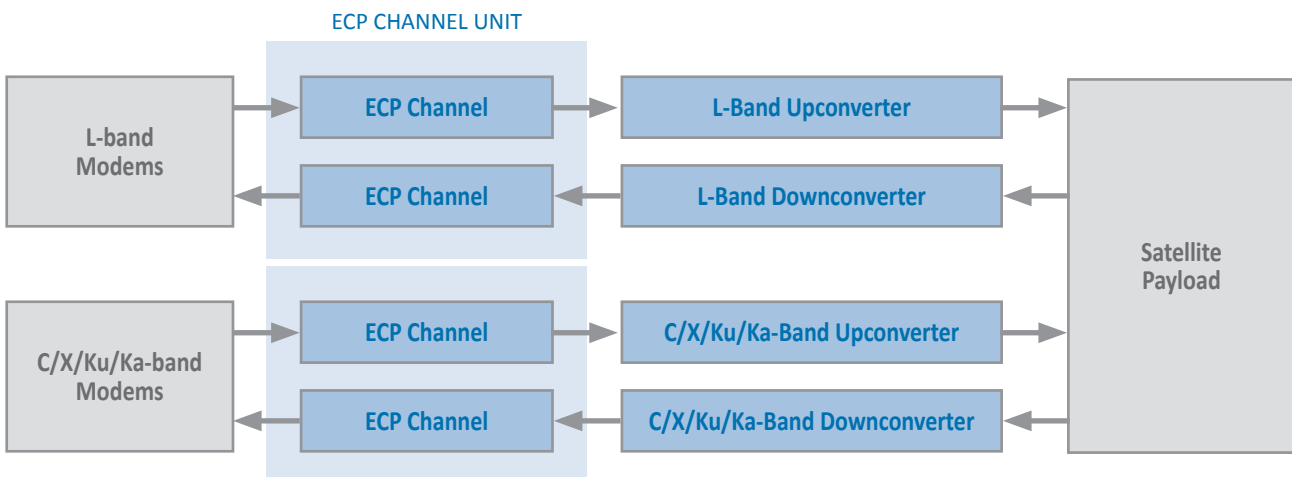 ECP CHANNEL UNIT
L-band
Modems
ECP Channel
L-Band Upconverter
ECP Channel
L-Band Downconverter
Satellite
Payload
C/X/Ku/Ka-band
Modems
ECP Channel
C/X/Ku/Ka-Band Upconverter
ECP Channel
C/X/Ku/Ka-Band Downconverter